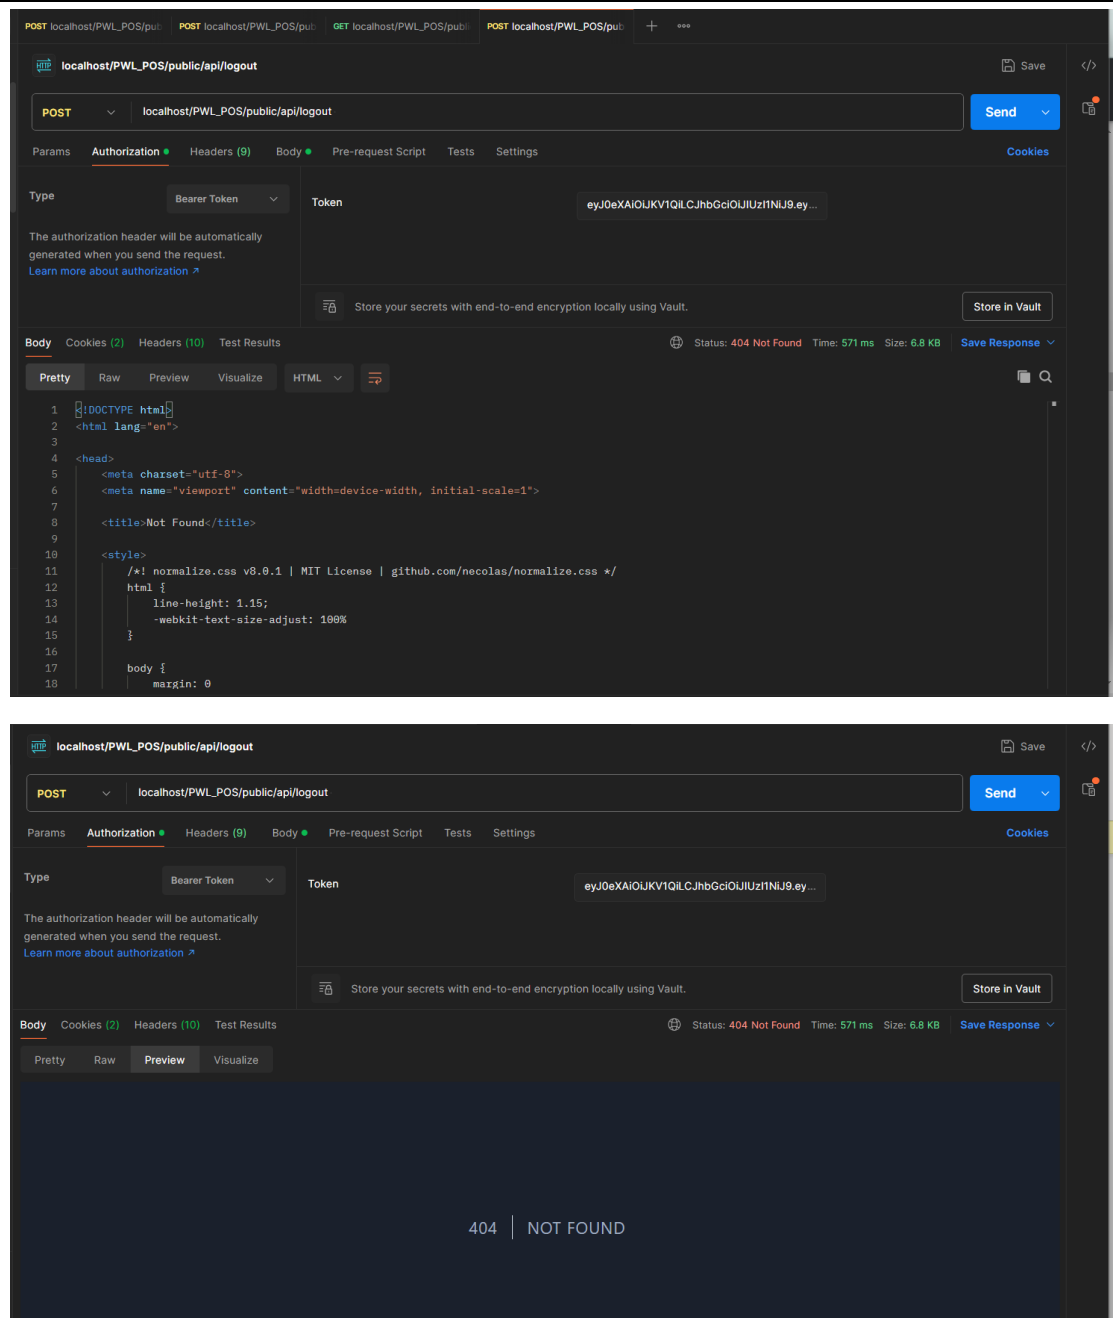 POST localhost/PWL_POS/pub POST localhost/PWL_POS/pub GET localhost/PWL_POS/publi POST localhost/PWL_POS/pub
HTTP localhost/PWL_POS/public/api/logout Save
POST localhost/PWL_POS/public/api/logout Send
Params Authorization Headers (9) Body Pre-request Script Tests Settings Cookies
Type Bearer Token Token eyJ0eXAiOiJKV1QiLCJhbGciOiJIUzI1NiJ9.ey...
The authorization header will be automatically
generated when you send the request.
Learn more about authorization ↗
Store your secrets with end-to-end encryption locally using Vault. Store in Vault
Body Cookies (2) Headers (10) Test Results Status: 404 Not Found Time: 571 ms Size: 6.8 KB Save Response
Pretty Raw Preview Visualize HTML
1 <!DOCTYPE html>
2 <html lang="en">
3
4 <head>
5 <meta charset="utf-8">
6 <meta name="viewport" content="width=device-width, initial-scale=1">
7
8 <title>Not Found</title>
9
10 <style>
11 /*! normalize.css v8.0.1 | MIT License | github.com/necolas/normalize.css */
12 html {
13 line-height: 1.15;
14 -webkit-text-size-adjust: 100%
15 }
16
17 body {
18 margin: 0
HTTP localhost/PWL_POS/public/api/logout Save
POST localhost/PWL_POS/public/api/logout Send
Params Authorization Headers (9) Body Pre-request Script Tests Settings Cookies
Type Bearer Token Token eyJ0eXAiOiJKV1QiLCJhbGciOiJIUzI1NiJ9.ey...
The authorization header will be automatically
generated when you send the request.
Learn more about authorization ↗
Store your secrets with end-to-end encryption locally using Vault. Store in Vault
Body Cookies (2) Headers (10) Test Results Status: 404 Not Found Time: 571 ms Size: 6.8 KB Save Response
Pretty Raw Preview Visualize
404 NOT FOUND